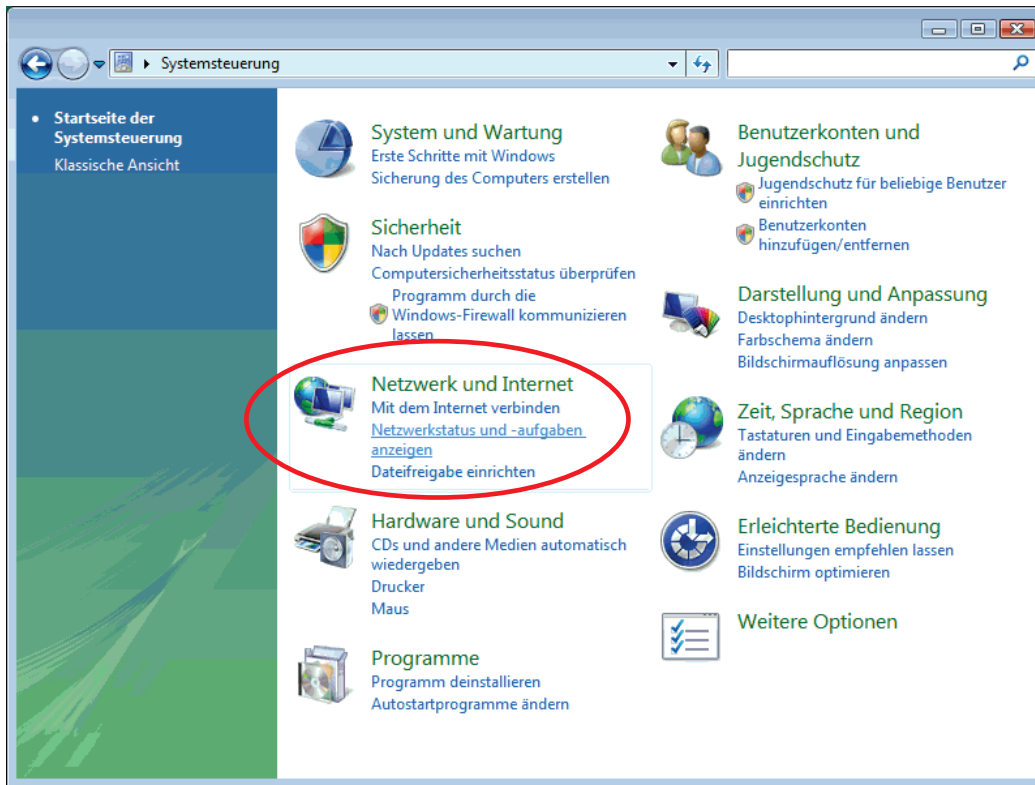 Systemsteuerung
Startseite der
Systemsteuerung
Klassische Ansicht
System und Wartung
Erste Schritte mit Windows
Sicherung des Computers erstellen
Sicherheit
Nach Updates suchen
Computersicherheitsstatus überprüfen
Programm durch die
Windows-Firewall kommunizieren
lassen
Netzwerk und Internet
Mit dem Internet verbinden
Netzwerkstatus und -aufgaben
anzeigen
Dateifreigabe einrichten
Hardware und Sound
CDs und andere Medien automatisch
wiedergeben
Drucker
Maus
Programme
Programm deinstallieren
Autostartprogramme ändern
Benutzerkonten und
Jugendschutz
Jugendschutz für beliebige Benutzer
einrichten
Benutzerkonten
hinzufügen/entfernen
Darstellung und Anpassung
Desktophintergrund ändern
Farbschema ändern
Bildschirmauflösung anpassen
Zeit, Sprache und Region
Tastaturen und Eingabemethoden
ändern
Anzeigesprache ändern
Erleichterte Bedienung
Einstellungen empfehlen lassen
Bildschirm optimieren
Weitere Optionen